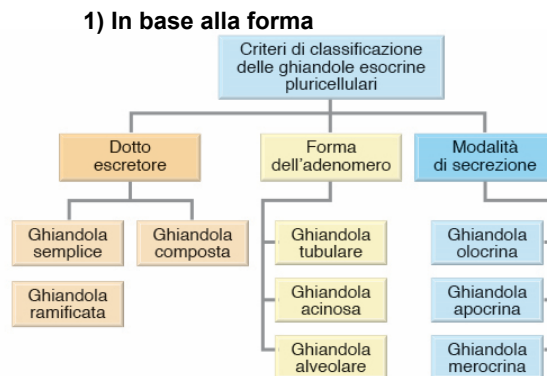 1) In base alla forma
Criteri di classificazione
delle ghiandole esocrine
pluricellulari
Dotto
escretore
Forma
dell'adenomero
Modalità
di secrezione
Ghiandola
semplice
Ghiandola
composta
Ghiandola
ramificata
Ghiandola
tubulare
Ghiandola
acinosa
Ghiandola
alveolare
Ghiandola
olocrina
Ghiandola
apocrina
Ghiandola
merocrina